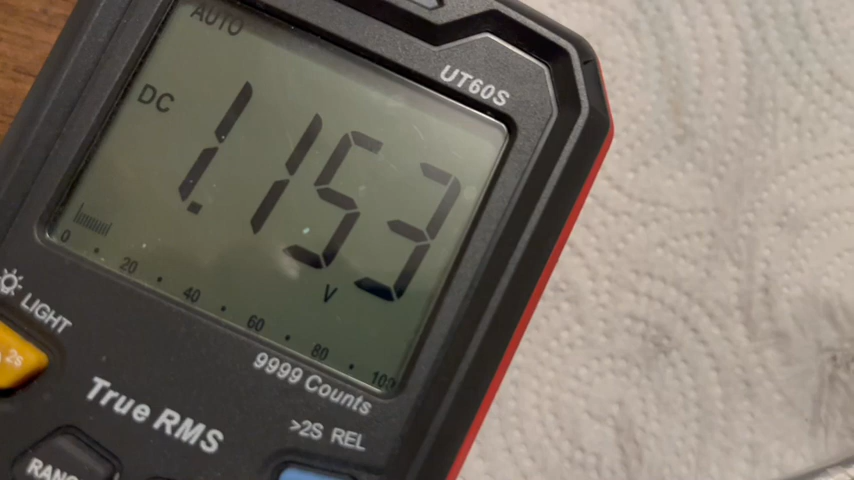 AUTO
UT60S
DC
1.153
V
0 20 40 60 80 100
LIGHT
2s
9999 Counts
True RMS
>2S REL